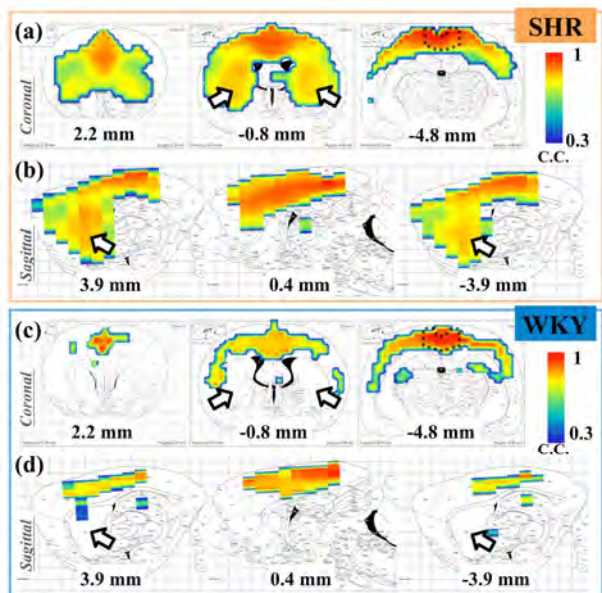 SHR
(a)
Coronal
2.2 mm
-0.8 mm
-4.8 mm
1
0.3
C.C.
(b)
Sagittal
3.9 mm
0.4 mm
-3.9 mm
WKY
(c)
Coronal
2.2 mm
-0.8 mm
-4.8 mm
1
0.3
C.C.
(d)
Sagittal
3.9 mm
0.4 mm
-3.9 mm